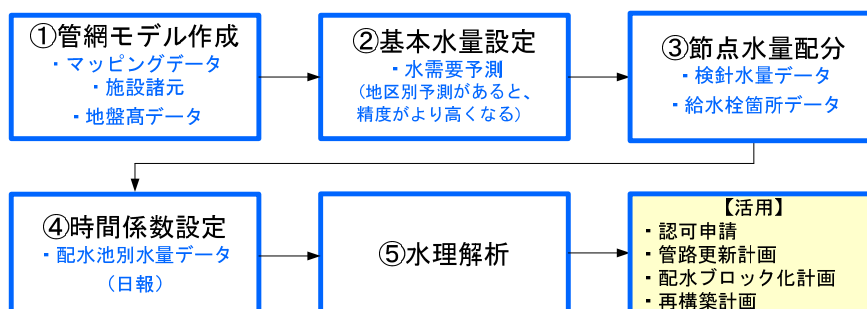 ①管網モデル作成
・マッピングデータ
・施設諸元
・地盤高データ
②基本水量設定
・水需要予測
(地区別予測があると、
精度がより高くなる)
③節点水量配分
・検針水量データ
・給水栓箇所データ
④時間係数設定
・配水池別水量データ
(日報)
⑤水理解析
【活用】
・認可申請
・管路更新計画
・配水ブロック化計画
・再構築計画